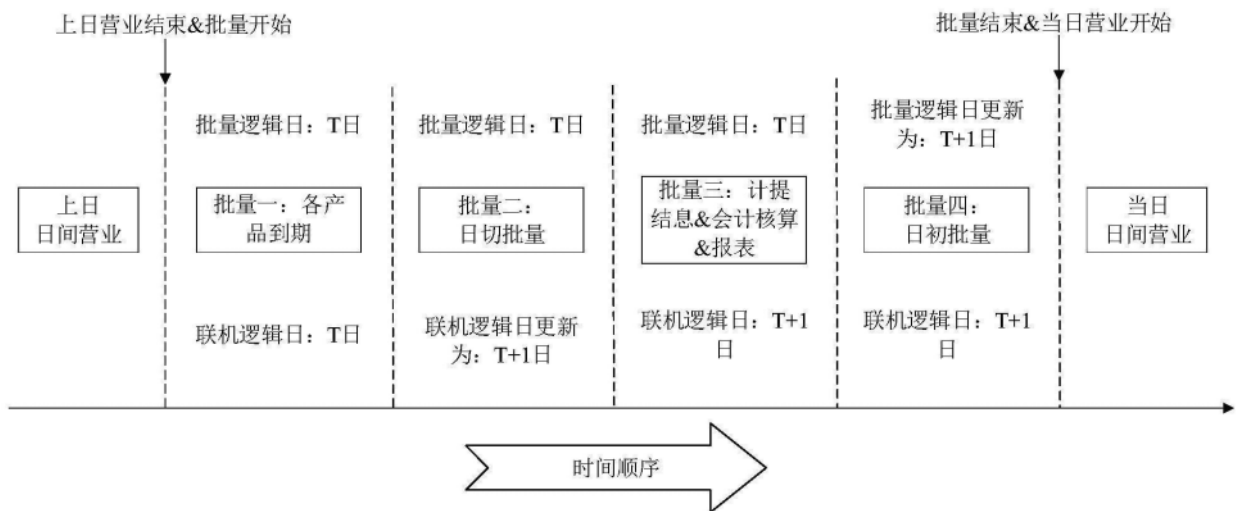 上日营业结束&批量开始
批量结束&当日营业开始
批量逻辑日：T日
批量逻辑日：T日
批量逻辑日：T日
批量逻辑日更新
为：T+1日
上日
日间营业
批量一：各产
品到期
批量二：
日切批量
批量三：计提
结息&会计核算
&报表
批量四：
日初批量
当日
日间营业
联机逻辑日：T日
联机逻辑日更新
为：T+1日
联机逻辑日：T+1
日
联机逻辑日：T+1
日
时间顺序